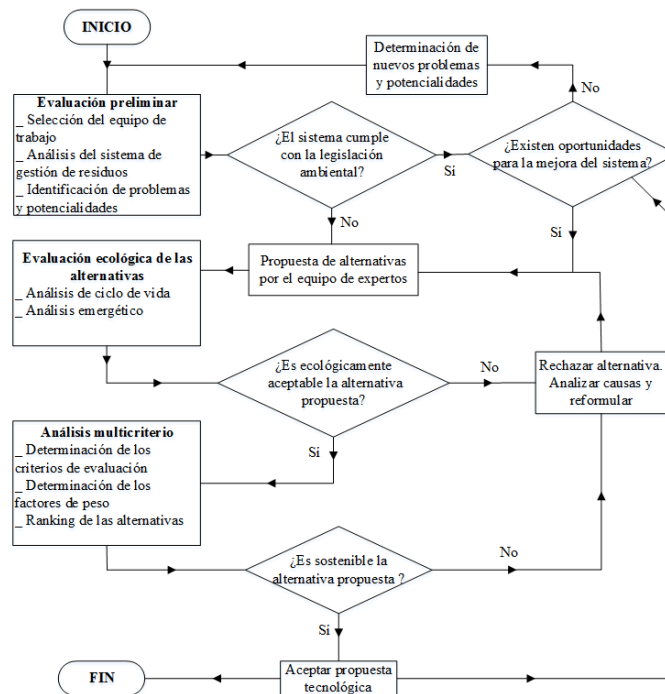 INICIO
Determinación de
nuevos problemas
y potencialidades
No
Evaluación preliminar
_ Selección del equipo de
trabajo
_ Análisis del sistema de
gestión de residuos
_ Identificación de problemas
y potencialidades
¿El sistema cumple
con la legislación
ambiental?
Sí
¿Existen oportunidades
para la mejora del sistema?
No
Sí
Evaluación ecológica de las
alternativas
_ Análisis de ciclo de vida
_ Análisis emergético
Propuesta de alternativas
por el equipo de expertos
¿Es ecológicamente
aceptable la alternativa
propuesta?
No
Rechazar alternativa.
Analizar causas y
reformular
Sí
Análisis multicriterio
_ Determinación de los
criterios de evaluación
_ Determinación de los
factores de peso
_ Ranking de las alternativas
¿Es sostenible la
alternativa propuesta ?
No
Sí
FIN
Aceptar propuesta
tecnológica